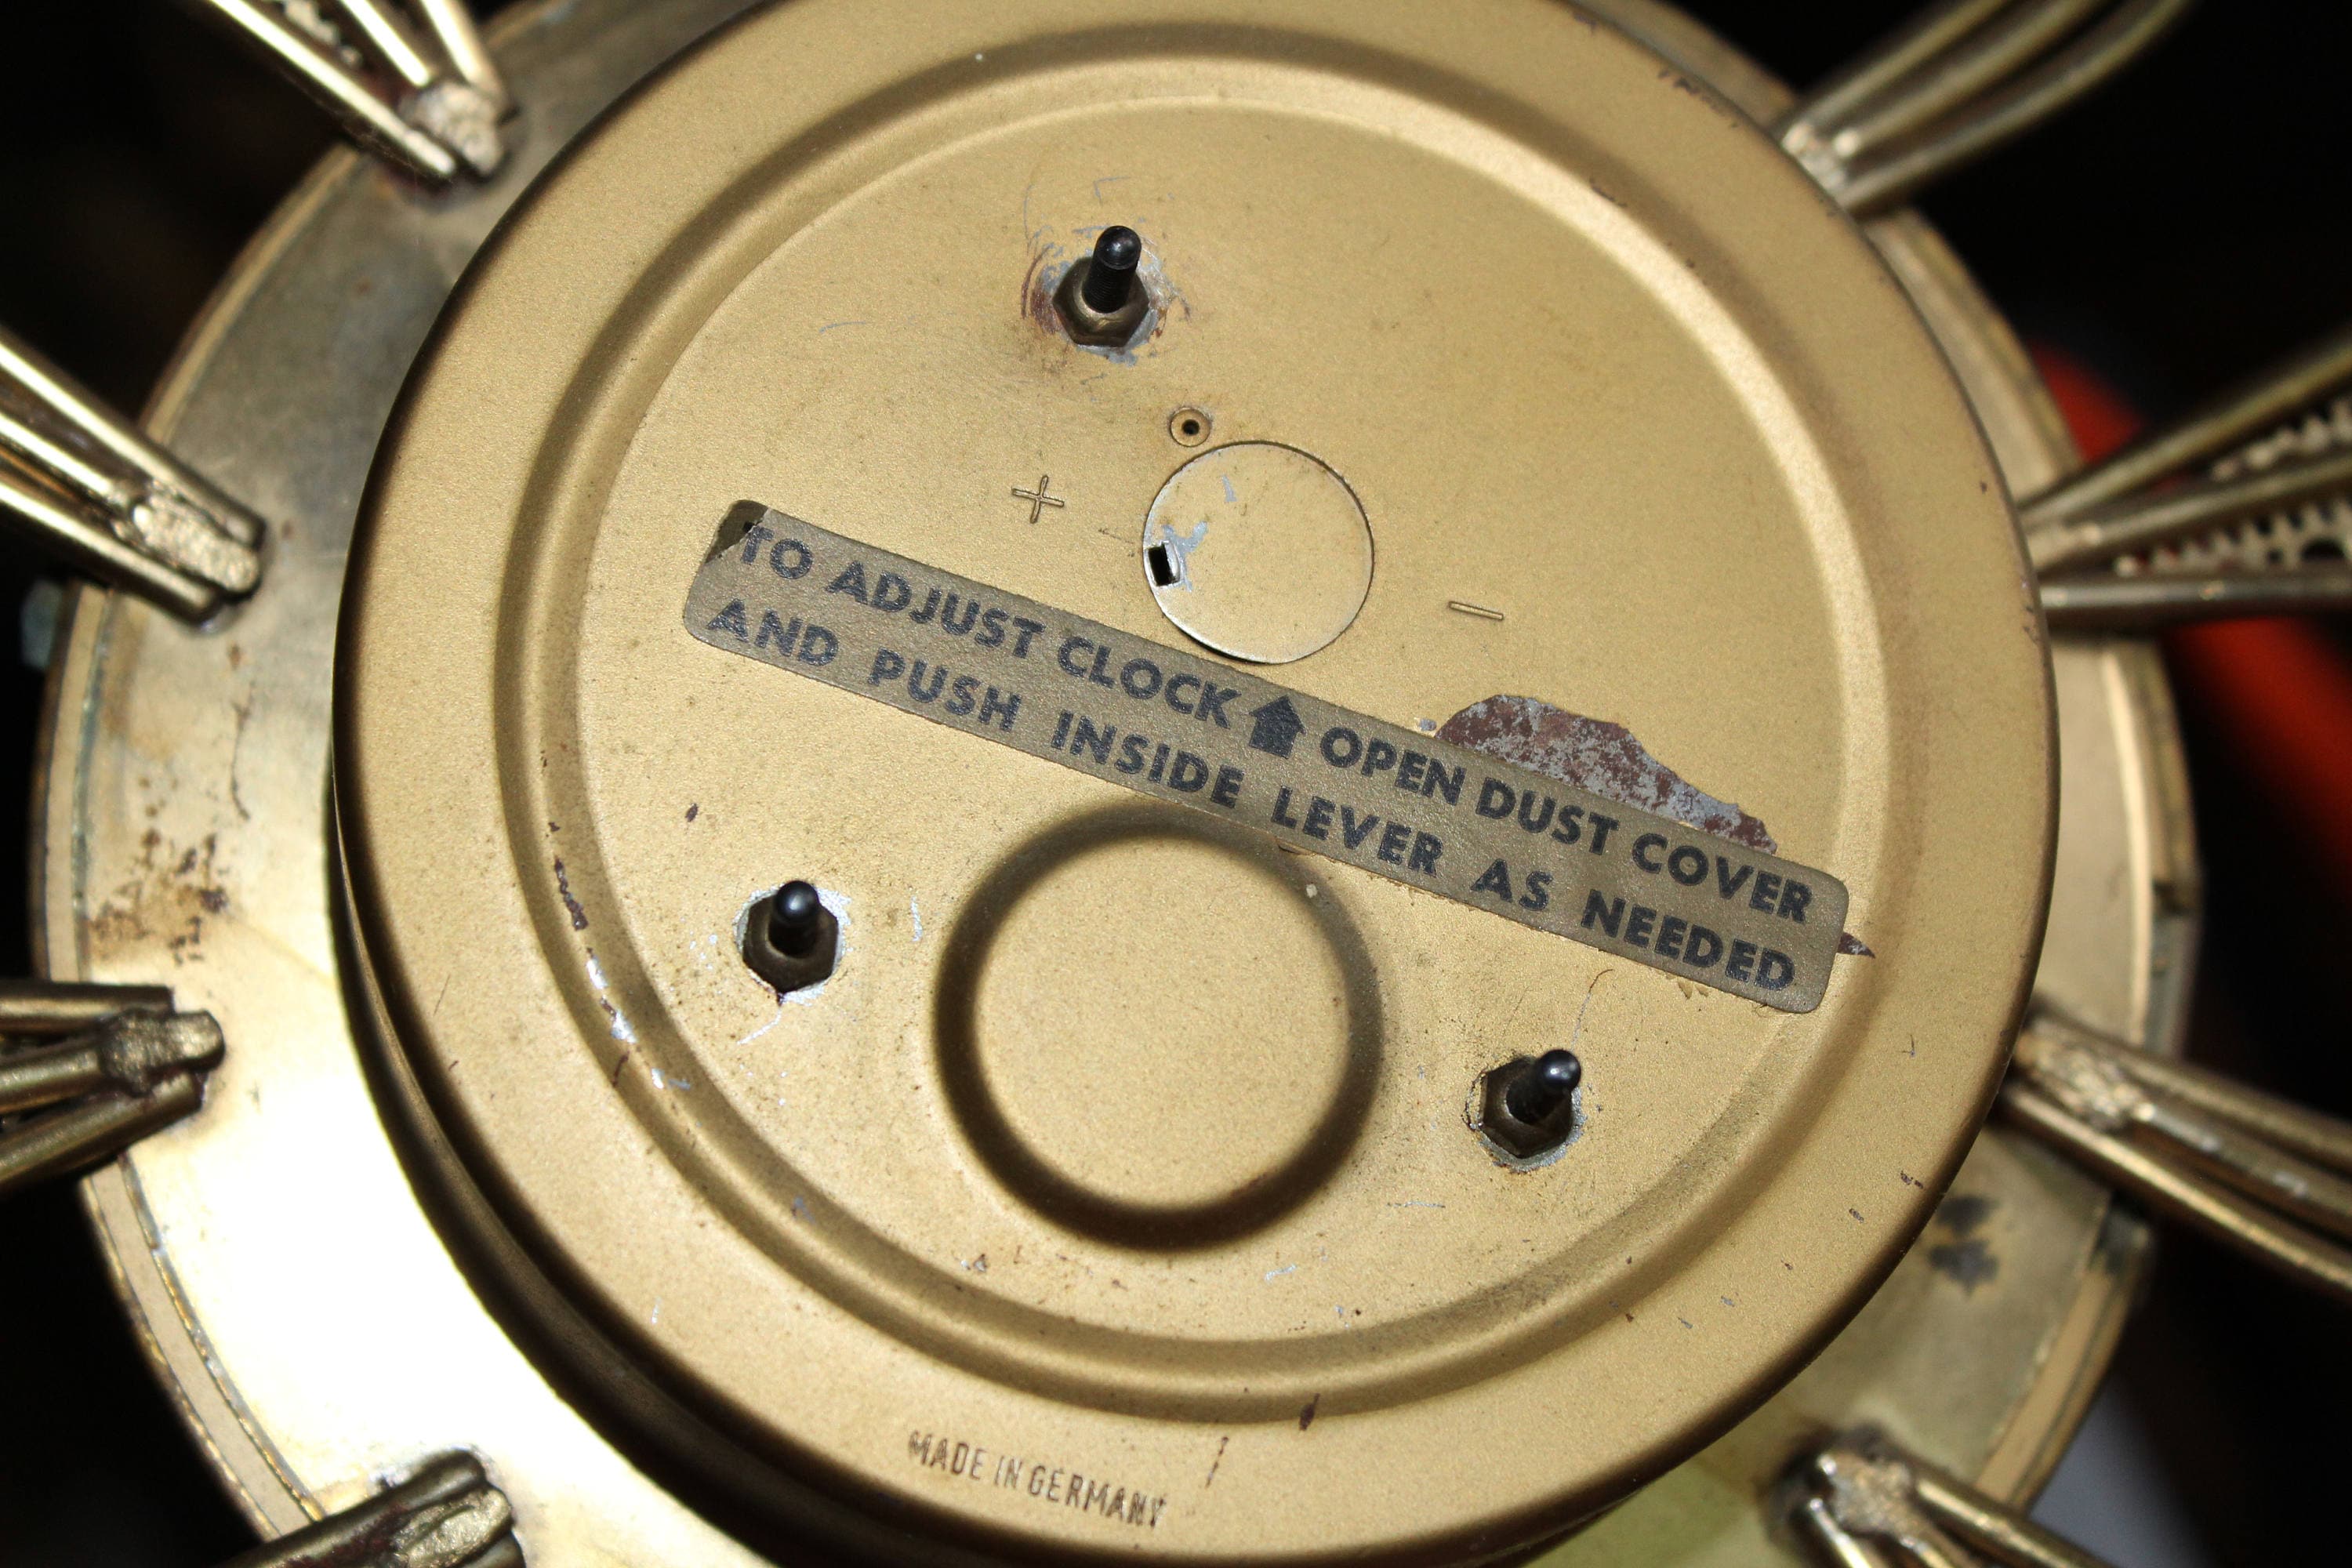 +
−
TO ADJUST CLOCK ⬆ OPEN DUST COVER
AND PUSH INSIDE LEVER AS NEEDED
MADE IN GERMANY